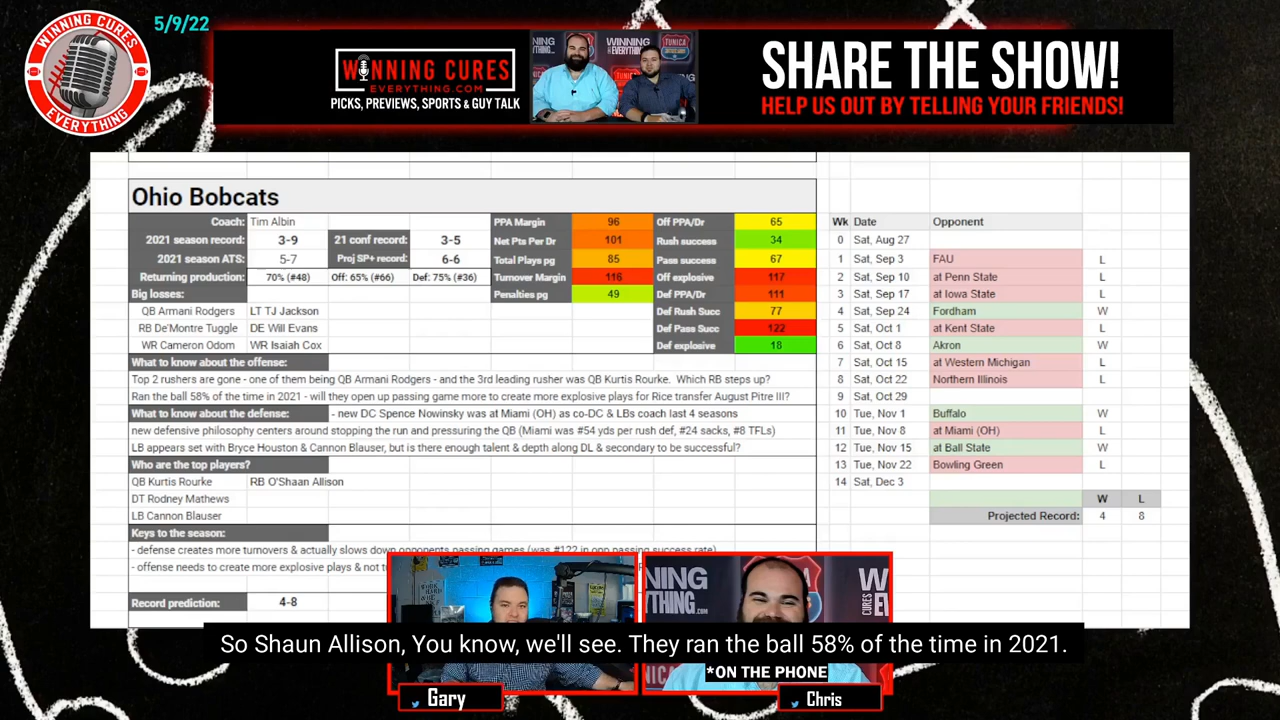 WINNING CURES
EVERYTHING
5/9/22
WINNING CURES
EVERYTHING.COM
PICKS, PREVIEWS, SPORTS & GUY TALK
SHARE THE SHOW!
HELP US OUT BY TELLING YOUR FRIENDS!
Ohio Bobcats
Coach: Tim Albin PPA Margin 96 Off PPA/Dr 65
2021 season record: 3-9 21 conf record: 3-5 Net Pts Per Dr 101 Rush success 34
2021 season ATS: 5-7 Proj SP+ record: 6-6 Total Plays pg 85 Pass success 67
Returning production: 70% (#48) Off: 65% (#66) Def: 75% (#36) Turnover Margin 116 Off explosive 117
Big losses: Penalties pg 49 Def PPA/Dr 111
QB Armani Rodgers LT TJ Jackson Def Rush Succ 77
RB De'Montre Tuggle DE Will Evans Def Pass Succ 122
WR Cameron Odom WR Isaiah Cox Def explosive 18
What to know about the offense:
Top 2 rushers are gone - one of them being QB Armani Rodgers - and the 3rd leading rusher was QB Kurtis Rourke. Which RB steps up?
Ran the ball 58% of the time in 2021 - will they open up passing game more to create more explosive plays for Rice transfer August Pitre III?
What to know about the defense: - new DC Spence Nowinsky was at Miami (OH) as co-DC & LBs coach last 4 seasons
new defensive philosophy centers around stopping the run and pressuring the QB (Miami was #54 yds per rush def, #24 sacks, #8 TFLs)
LB appears set with Bryce Houston & Cannon Blauser, but is there enough talent & depth along DL & secondary to be successful?
Who are the top players?
QB Kurtis Rourke RB O'Shaan Allison
DT Rodney Mathews
LB Cannon Blauser
Keys to the season:
- defense creates more turnovers & actually slows down opponents passing games (was #122 in opp passing success rate)
- offense needs to create more explosive plays & not
Record prediction: 4-8
Wk Date Opponent
0 Sat, Aug 27
1 Sat, Sep 3 FAU L
2 Sat, Sep 10 at Penn State L
3 Sat, Sep 17 at Iowa State L
4 Sat, Sep 24 Fordham W
5 Sat, Oct 1 at Kent State L
6 Sat, Oct 8 Akron W
7 Sat, Oct 15 at Western Michigan L
8 Sat, Oct 22 Northern Illinois L
9 Sat, Oct 29
10 Tue, Nov 1 Buffalo W
11 Tue, Nov 8 at Miami (OH) L
12 Tue, Nov 15 at Ball State W
13 Tue, Nov 22 Bowling Green L
14 Sat, Dec 3
W L
Projected Record: 4 8
So Shaun Allison, You know, we'll see. They ran the ball 58% of the time in 2021.
*ON THE PHONE
Gary
Chris